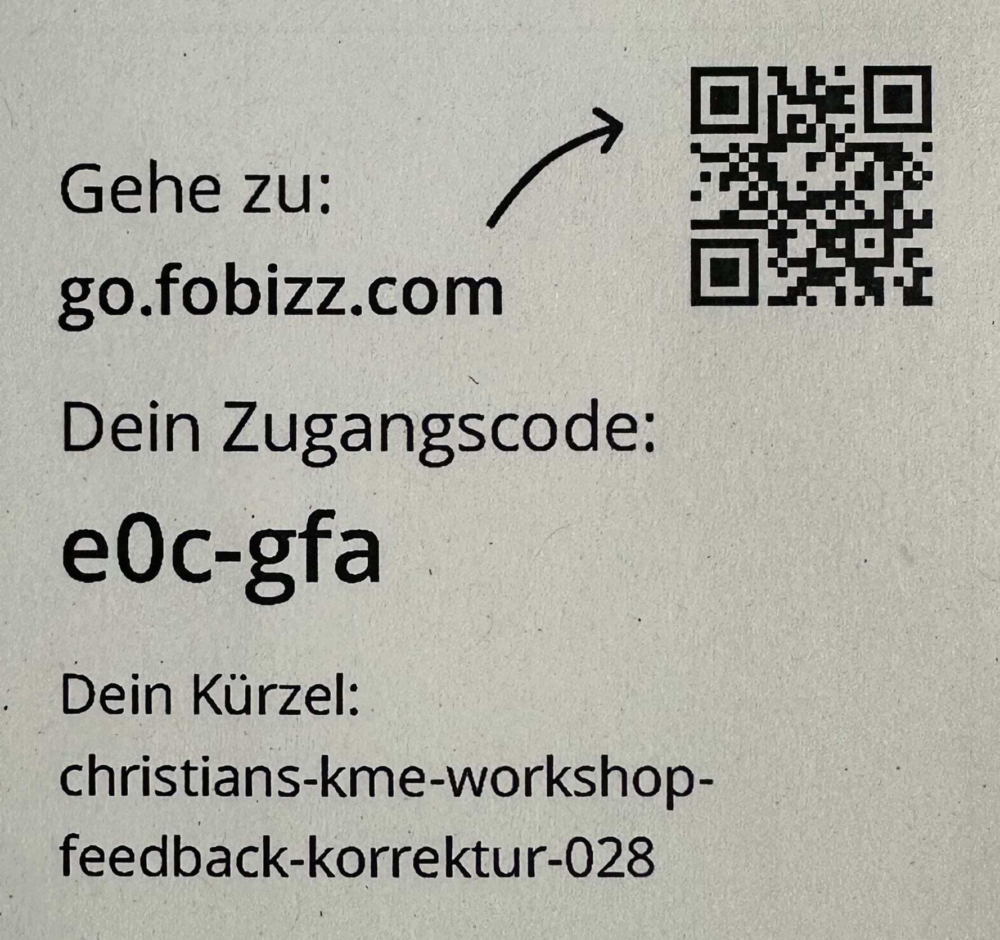 Gehe zu:
go.fobizz.com
Dein Zugangscode:
e0c-gfa
Dein Kürzel:
christians-kme-workshop-
feedback-korrektur-028